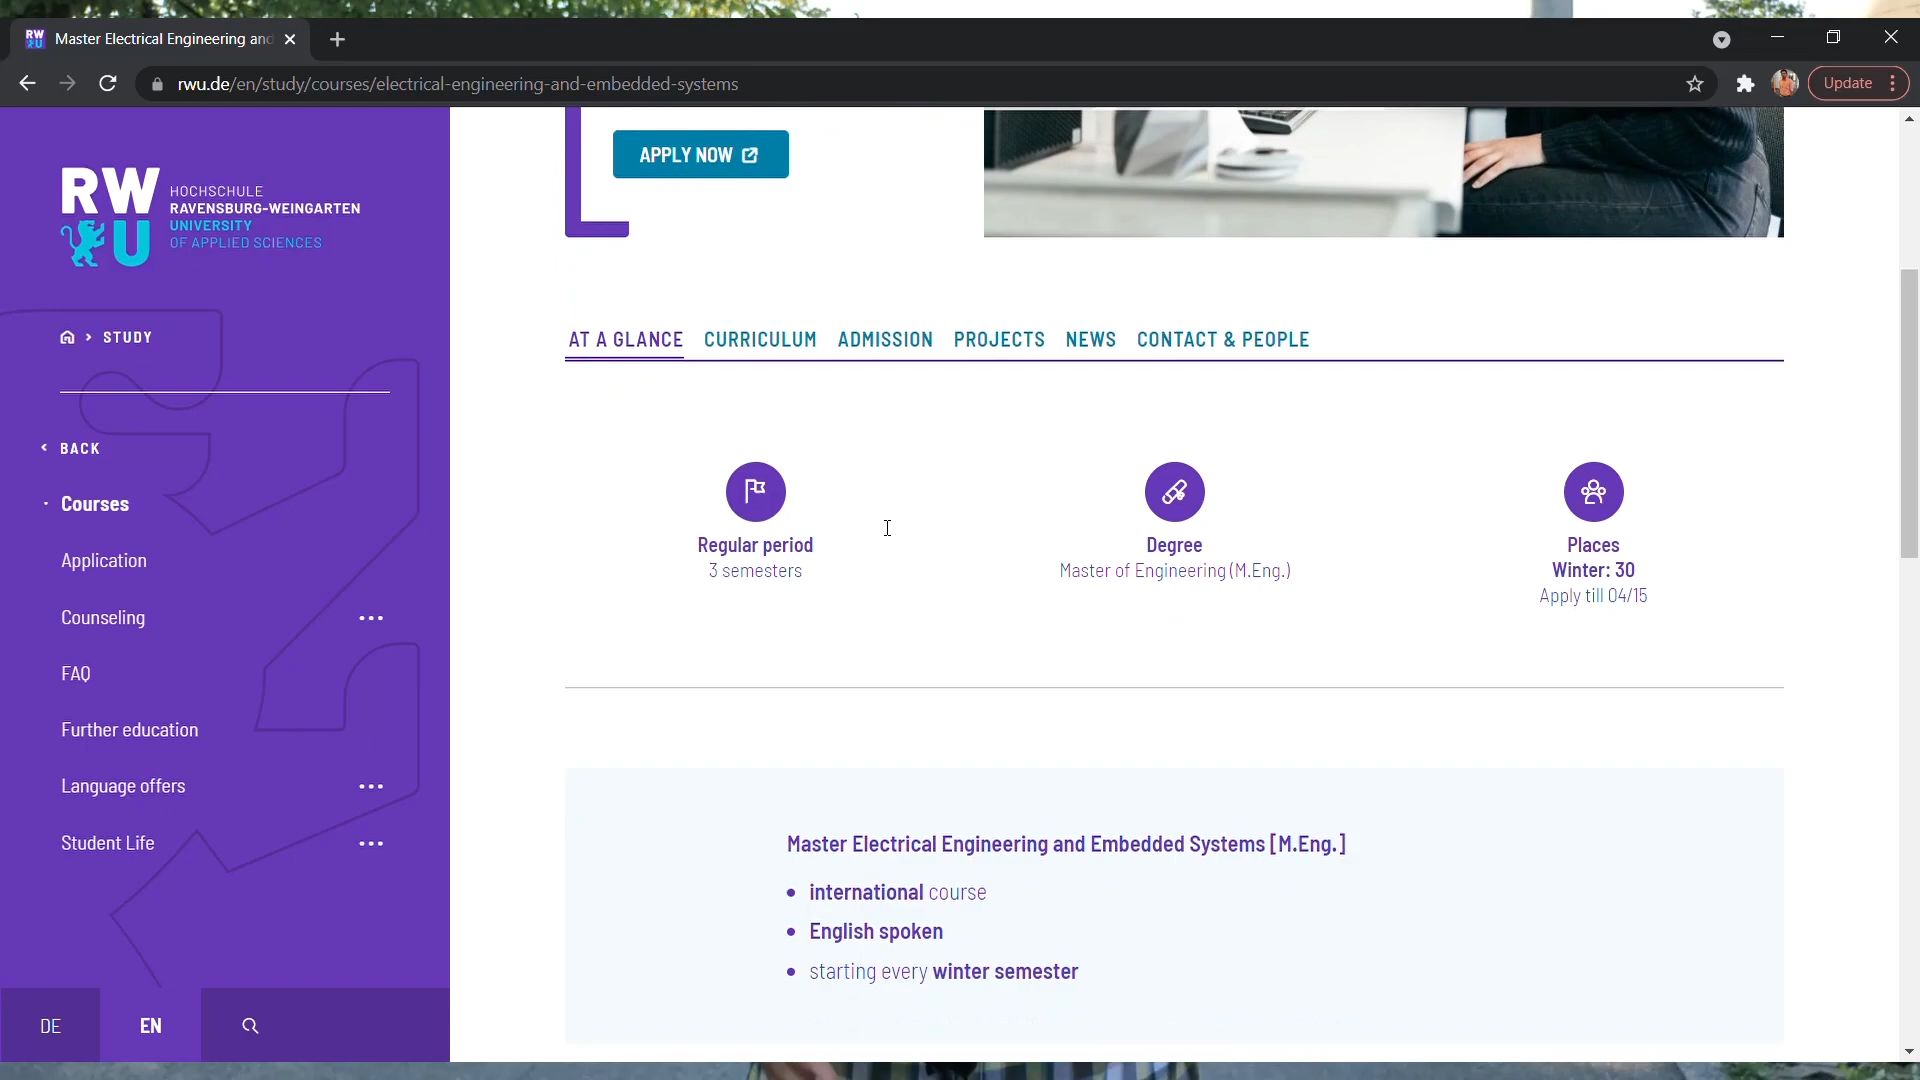 Master Electrical Engineering and
rwu.de/en/study/courses/electrical-engineering-and-embedded-systems
Update
RW
U
HOCHSCHULE
RAVENSBURG-WEINGARTEN
UNIVERSITY
OF APPLIED SCIENCES
STUDY
BACK
Courses
Application
Counseling
FAQ
Further education
Language offers
Student Life
DE
EN
APPLY NOW
AT A GLANCE
CURRICULUM
ADMISSION
PROJECTS
NEWS
CONTACT & PEOPLE
Regular period
3 semesters
Degree
Master of Engineering (M.Eng.)
Places
Winter: 30
Apply till 04/15
Master Electrical Engineering and Embedded Systems [M.Eng.]
international course
English spoken
starting every winter semester